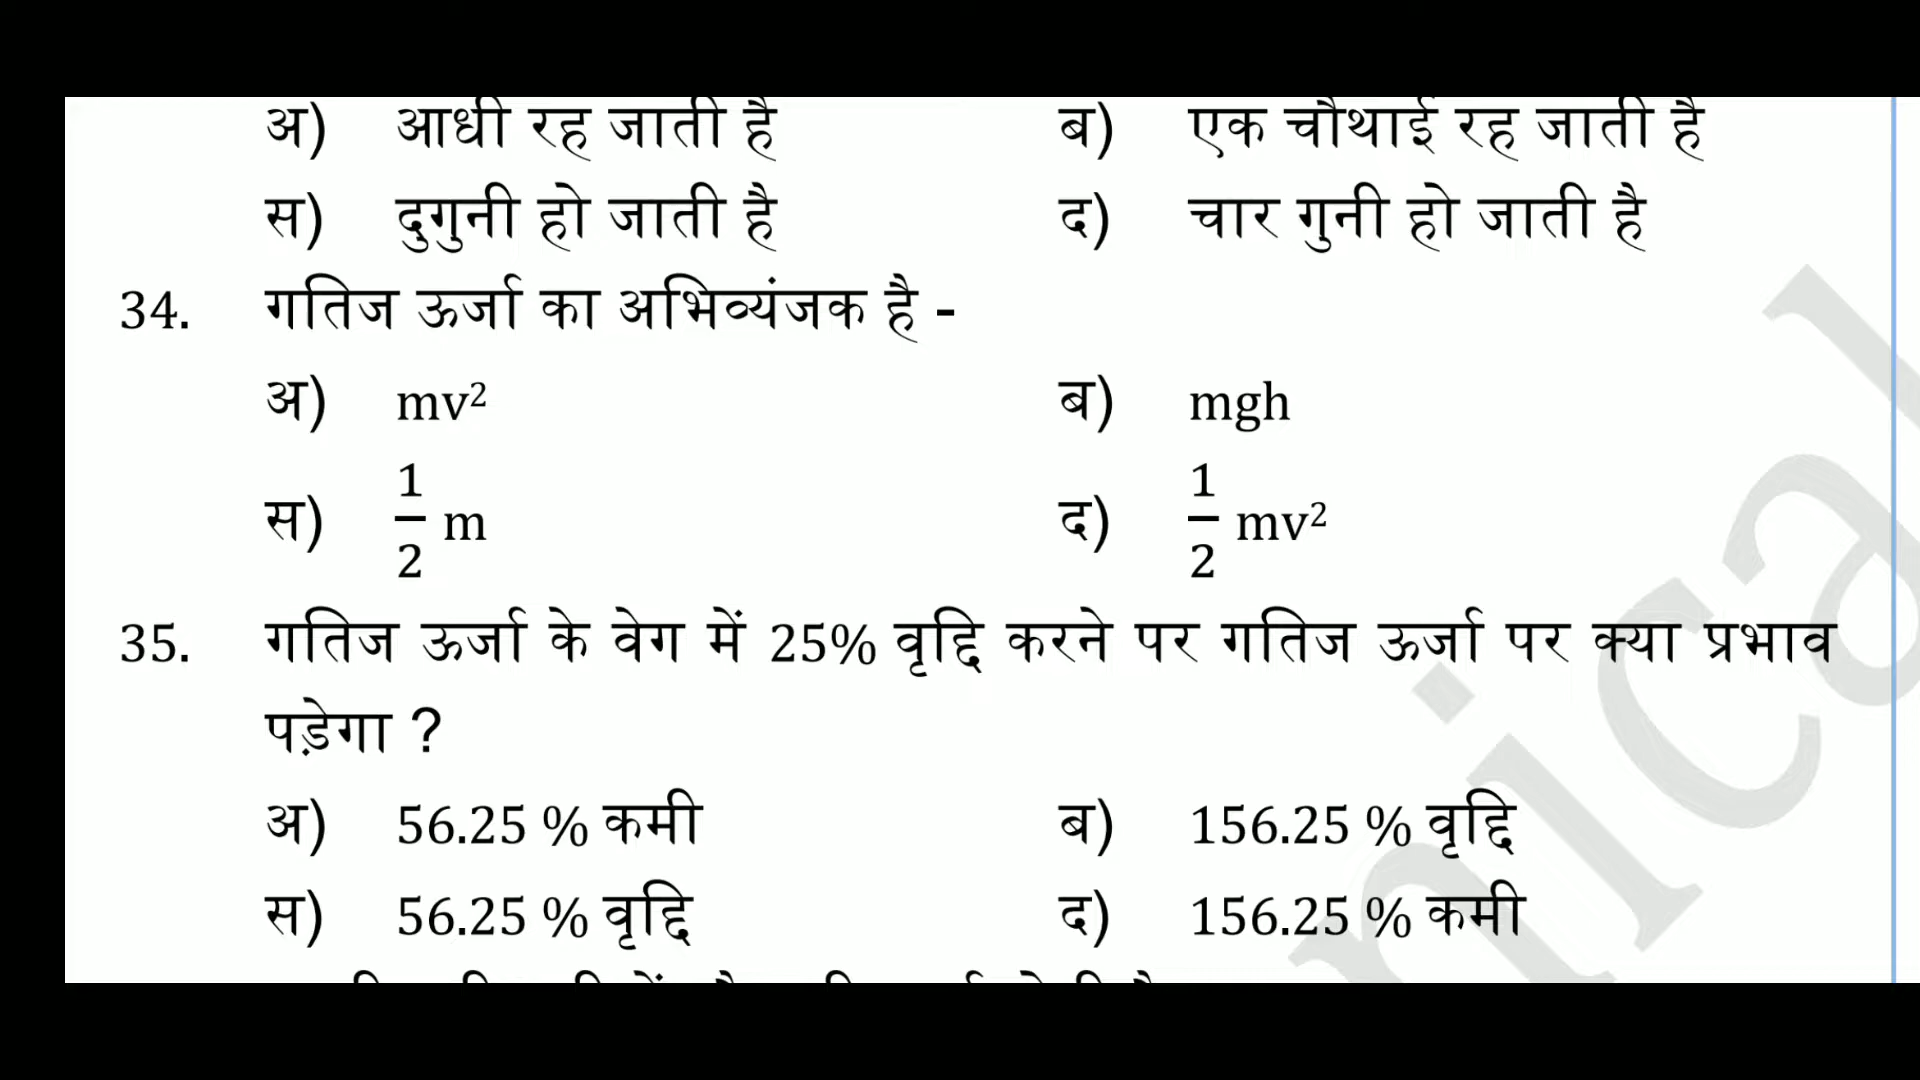 अ) आधी रह जाती है ब) एक चौथाई रह जाती है
स) दुगुनी हो जाती है द) चार गुनी हो जाती है
34. गतिज ऊर्जा का अभिव्यंजक है -
अ) mv² ब) mgh
स) 1/2 m द) 1/2 mv²
35. गतिज ऊर्जा के वेग में 25% वृद्दि करने पर गतिज ऊर्जा पर क्या प्रभाव
पड़ेगा ?
अ) 56.25 % कमी ब) 156.25 % वृद्दि
स) 56.25 % वृद्दि द) 156.25 % कमी